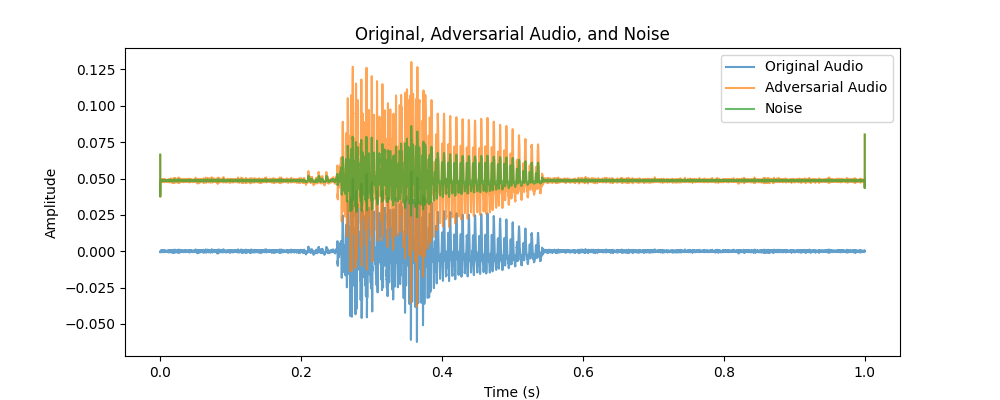 Original, Adversarial Audio, and Noise
Original Audio
Adversarial Audio
Noise
Amplitude
0.125
0.100
0.075
0.050
0.025
0.000
−0.025
−0.050
0.0 0.2 0.4 0.6 0.8 1.0
Time (s)